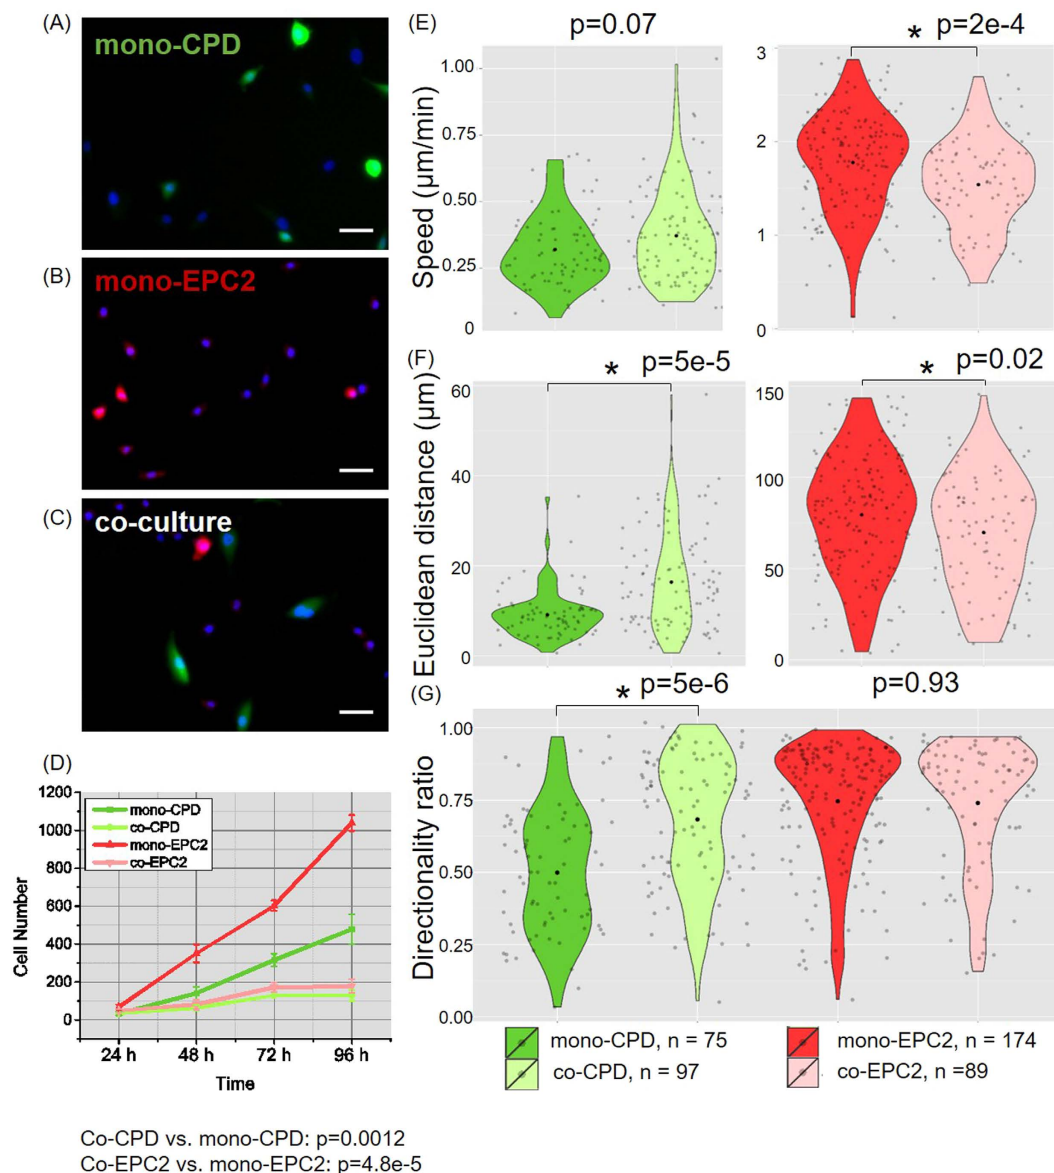 (A)
mono-CPD
(B)
mono-EPC2
(C)
co-culture
(D)
1200
1000
800
600
400
200
0
Cell Number
mono-CPD
co-CPD
mono-EPC2
co-EPC2
24 h 48 h 72 h 96 h
Time
Co-CPD vs. mono-CPD: p=0.0012
Co-EPC2 vs. mono-EPC2: p=4.8e-5
(E)
p=0.07
* p=2e-4
Speed (μm/min)
1.00
0.75
0.50
0.25
0
3
2
1
0
(F)
* p=5e-5
* p=0.02
Euclidean distance (μm)
60
40
20
0
150
100
50
0
(G)
* p=5e-6
p=0.93
Directionality ratio
1.00
0.75
0.50
0.25
0.00
mono-CPD, n = 75
co-CPD, n = 97
mono-EPC2, n = 174
co-EPC2, n =89